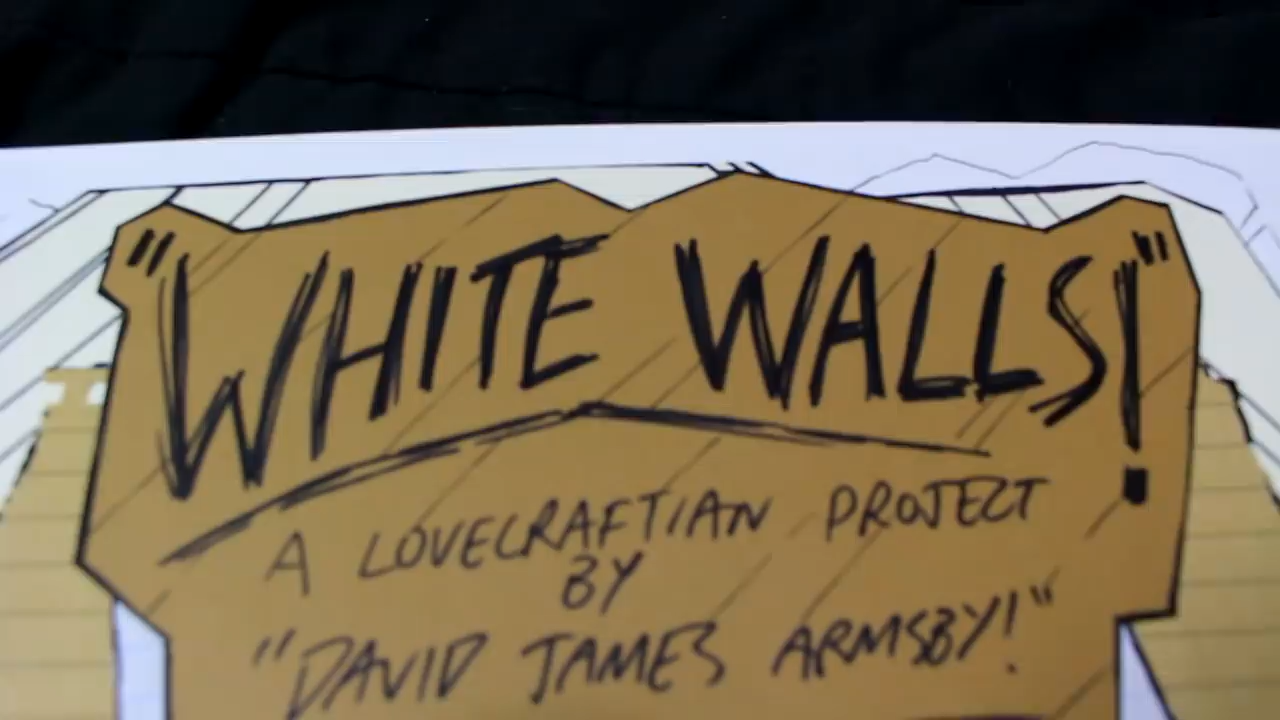 "WHITE WALLS!"
A LOVECRAFTIAN PROJECT
BY
"DAVID JAMES ARMSBY!"